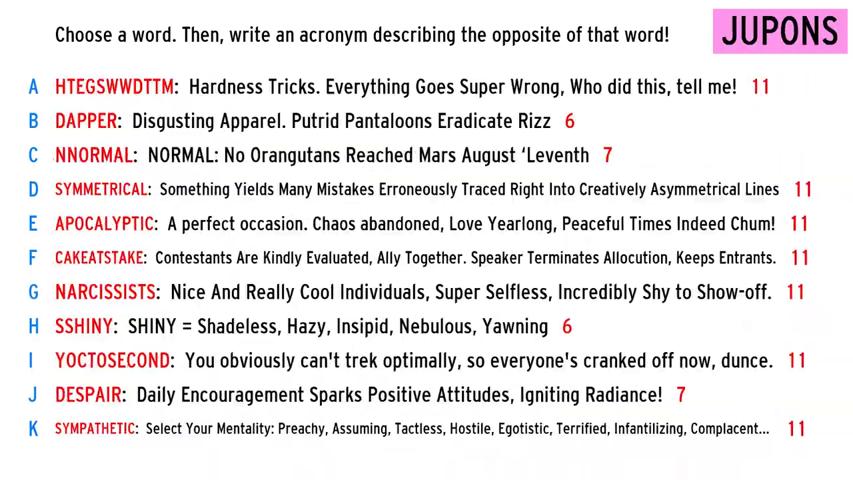 Choose a word. Then, write an acronym describing the opposite of that word!
JUPONS
A HTEGSWWDTTM: Hardness Tricks. Everything Goes Super Wrong, Who did this, tell me! 11
B DAPPER: Disgusting Apparel. Putrid Pantaloons Eradicate Rizz 6
C NNORMAL: NORMAL: No Orangutans Reached Mars August ‘Leventh 7
D SYMMETRICAL: Something Yields Many Mistakes Erroneously Traced Right Into Creatively Asymmetrical Lines 11
E APOCALYPTIC: A perfect occasion. Chaos abandoned, Love Yearlong, Peaceful Times Indeed Chum! 11
F CAKEATSTAKE: Contestants Are Kindly Evaluated, Ally Together. Speaker Terminates Allocution, Keeps Entrants. 11
G NARCISSISTS: Nice And Really Cool Individuals, Super Selfless, Incredibly Shy to Show-off. 11
H SSHINY: SHINY = Shadeless, Hazy, Insipid, Nebulous, Yawning 6
I YOCTOSECOND: You obviously can't trek optimally, so everyone's cranked off now, dunce. 11
J DESPAIR: Daily Encouragement Sparks Positive Attitudes, Igniting Radiance! 7
K SYMPATHETIC: Select Your Mentality: Preachy, Assuming, Tactless, Hostile, Egotistic, Terrified, Infantilizing, Complacent... 11